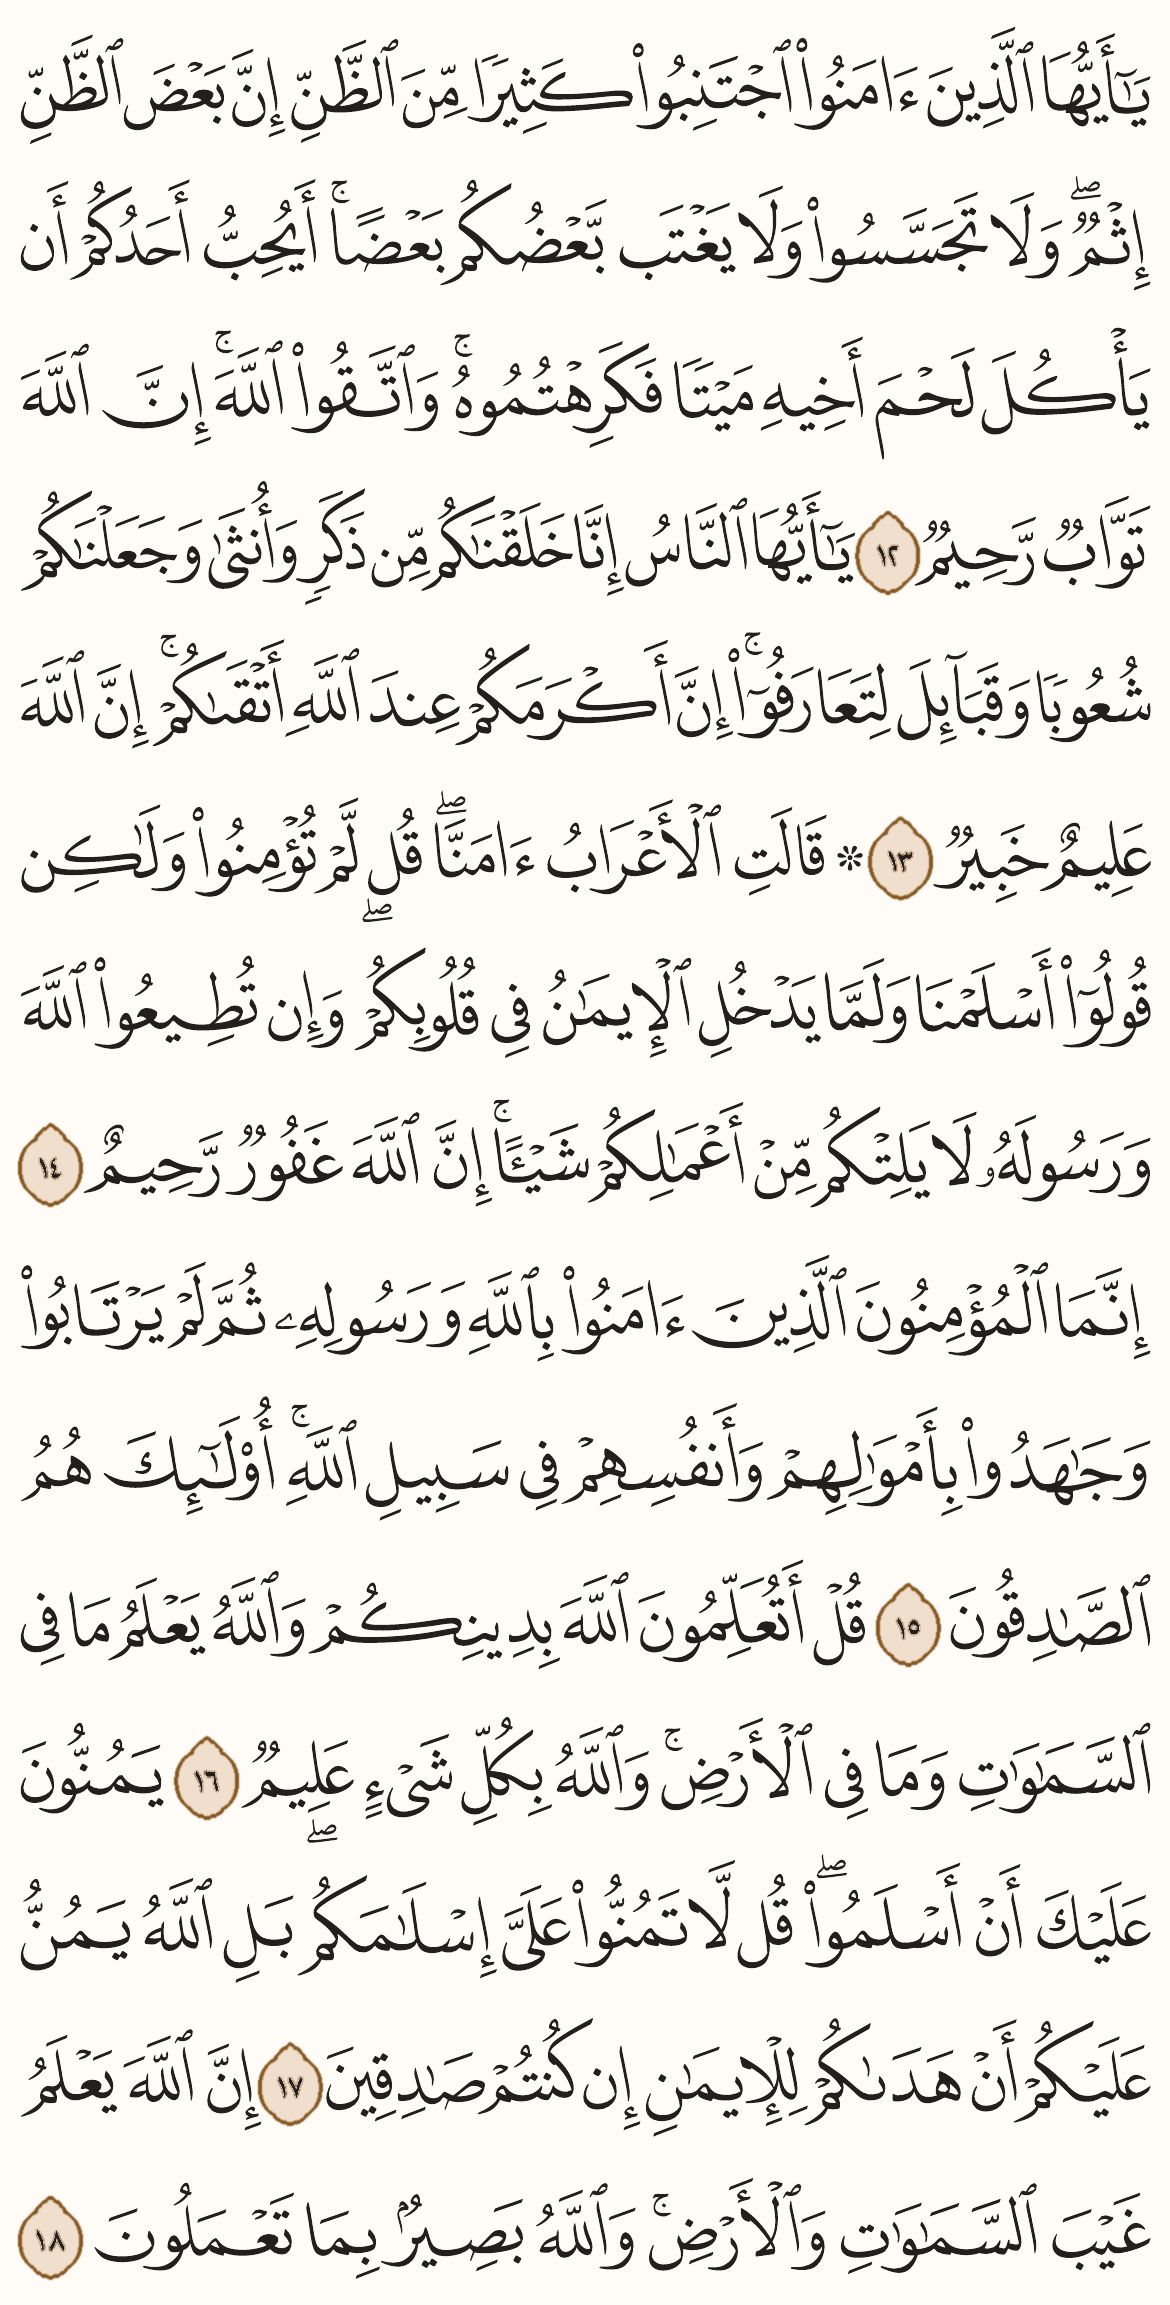 يَـٰٓأَيُّهَا ٱلَّذِينَ ءَامَنُوا۟ ٱجْتَنِبُوا۟ كَثِيرًا مِّنَ ٱلظَّنِّ إِنَّ بَعْضَ ٱلظَّنِّ
إِثْمٌ ۖ وَلَا تَجَسَّسُوا۟ وَلَا يَغْتَب بَّعْضُكُم بَعْضًا ۚ أَيُحِبُّ أَحَدُكُمْ أَن
يَأْكُلَ لَحْمَ أَخِيهِ مَيْتًا فَكَرِهْتُمُوهُ ۚ وَٱتَّقُوا۟ ٱللَّهَ ۚ إِنَّ ٱللَّهَ
تَوَّابٌ رَّحِيمٌ ١٢ يَـٰٓأَيُّهَا ٱلنَّاسُ إِنَّا خَلَقْنَـٰكُم مِّن ذَكَرٍ وَأُنثَىٰ وَجَعَلْنَـٰكُمْ
شُعُوبًا وَقَبَآئِلَ لِتَعَارَفُوٓا۟ ۚ إِنَّ أَكْرَمَكُمْ عِندَ ٱللَّهِ أَتْقَىٰكُمْ ۚ إِنَّ ٱللَّهَ
عَلِيمٌ خَبِيرٌ ١٣ ۞ قَالَتِ ٱلْأَعْرَابُ ءَامَنَّا ۖ قُل لَّمْ تُؤْمِنُوا۟ وَلَـٰكِن
قُولُوٓا۟ أَسْلَمْنَا وَلَمَّا يَدْخُلِ ٱلْإِيمَـٰنُ فِى قُلُوبِكُمْ ۖ وَإِن تُطِيعُوا۟ ٱللَّهَ
وَرَسُولَهُۥ لَا يَلِتْكُم مِّنْ أَعْمَـٰلِكُمْ شَيْـًٔا ۚ إِنَّ ٱللَّهَ غَفُورٌ رَّحِيمٌ ١٤
إِنَّمَا ٱلْمُؤْمِنُونَ ٱلَّذِينَ ءَامَنُوا۟ بِٱللَّهِ وَرَسُولِهِۦ ثُمَّ لَمْ يَرْتَابُوا۟
وَجَـٰهَدُوا۟ بِأَمْوَٰلِهِمْ وَأَنفُسِهِمْ فِى سَبِيلِ ٱللَّهِ ۚ أُو۟لَـٰٓئِكَ هُمُ
ٱلصَّـٰدِقُونَ ١٥ قُلْ أَتُعَلِّمُونَ ٱللَّهَ بِدِينِكُمْ وَٱللَّهُ يَعْلَمُ مَا فِى
ٱلسَّمَـٰوَٰتِ وَمَا فِى ٱلْأَرْضِ ۚ وَٱللَّهُ بِكُلِّ شَىْءٍ عَلِيمٌ ١٦ يَمُنُّونَ
عَلَيْكَ أَنْ أَسْلَمُوا۟ ۖ قُل لَّا تَمُنُّوا۟ عَلَىَّ إِسْلَـٰمَكُم ۖ بَلِ ٱللَّهُ يَمُنُّ
عَلَيْكُمْ أَنْ هَدَىٰكُمْ لِلْإِيمَـٰنِ إِن كُنتُمْ صَـٰدِقِينَ ١٧ إِنَّ ٱللَّهَ يَعْلَمُ
غَيْبَ ٱلسَّمَـٰوَٰتِ وَٱلْأَرْضِ ۚ وَٱللَّهُ بَصِيرٌۢ بِمَا تَعْمَلُونَ ١٨